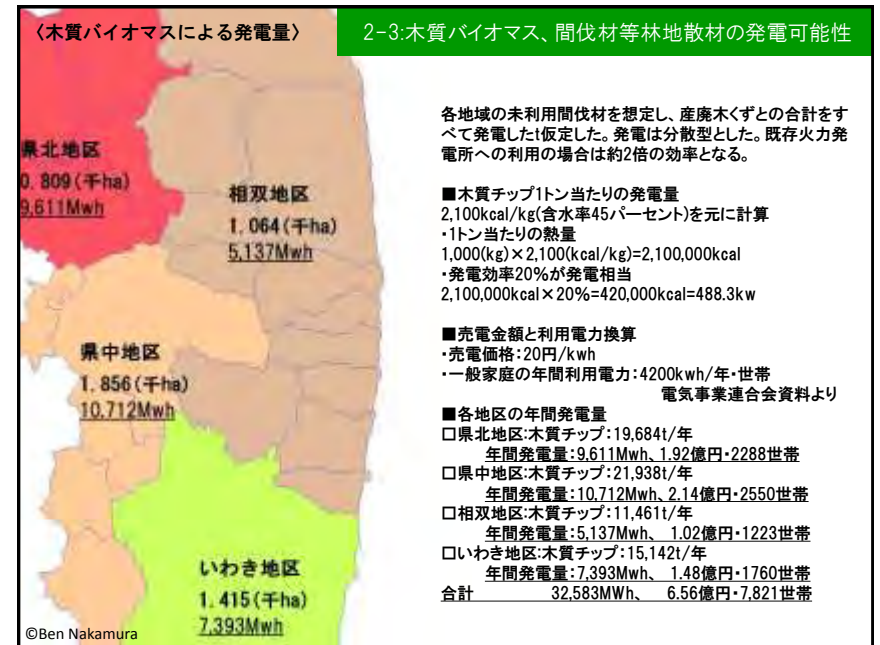 〈木質バイオマスによる発電量〉
2-3:木質バイオマス、間伐材等林地散材の発電可能性
県北地区
0.809(千ha)
9,611Mwh
相双地区
1.064(千ha)
5,137Mwh
県中地区
1.856(千ha)
10,712Mwh
いわき地区
1.415(千ha)
7,393Mwh
©Ben Nakamura
各地域の未利用間伐材を想定し、産廃木くずとの合計をす
べて発電したt仮定した。発電は分散型とした。既存火力発
電所への利用の場合は約2倍の効率となる。
■木質チップ1トン当たりの発電量
2,100kcal/kg(含水率45パーセント)を元に計算
・1トン当たりの熱量
1,000(kg)×2,100(kcal/kg)=2,100,000kcal
・発電効率20%が発電相当
2,100,000kcal×20%=420,000kcal=488.3kw
■売電金額と利用電力換算
・売電価格:20円/kwh
・一般家庭の年間利用電力:4200kwh/年・世帯
電気事業連合会資料より
■各地区の年間発電量
□県北地区:木質チップ:19,684t/年
年間発電量:9,611Mwh、1.92億円・2288世帯
□県中地区:木質チップ:21,938t/年
年間発電量:10,712Mwh、2.14億円・2550世帯
□相双地区:木質チップ:11,461t/年
年間発電量:5,137Mwh、 1.02億円・1223世帯
□いわき地区:木質チップ:15,142t/年
年間発電量:7,393Mwh、 1.48億円・1760世帯
合計 32,583MWh、 6.56億円・7,821世帯